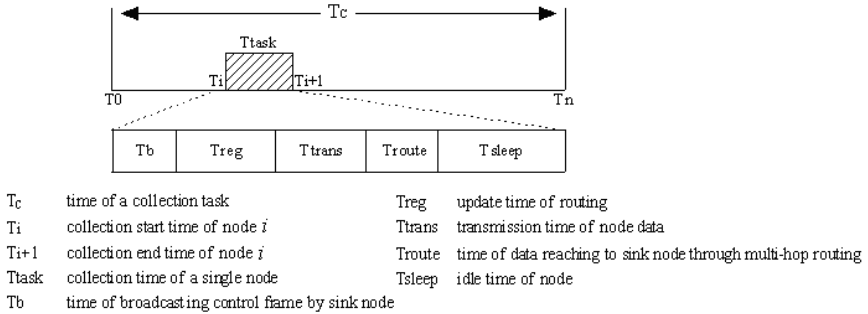 Tc
Ttask
Ti Ti+1
T0 Tn
Tb Treg Ttrans Troute Tsleep
Tc time of a collection task
Ti collection start time of node i
Ti+1 collection end time of node i
Ttask collection time of a single node
Tb time of broadcasting control frame by sink node
Treg update time of routing
Ttrans transmission time of node data
Troute time of data reaching to sink node through multi-hop routing
Tsleep idle time of node